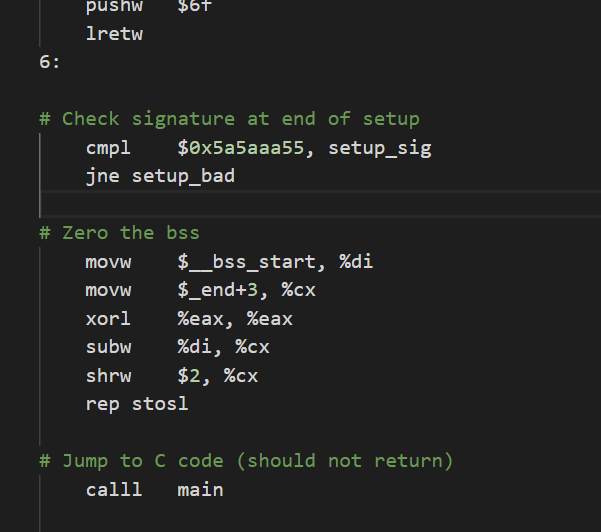 pushw $6f
lretw
6:
# Check signature at end of setup
cmpl $0x5a5aaa55, setup_sig
jne setup_bad
# Zero the bss
movw $__bss_start, %di
movw $_end+3, %cx
xorl %eax, %eax
subw %di, %cx
shrw $2, %cx
rep stosl
# Jump to C code (should not return)
calll main